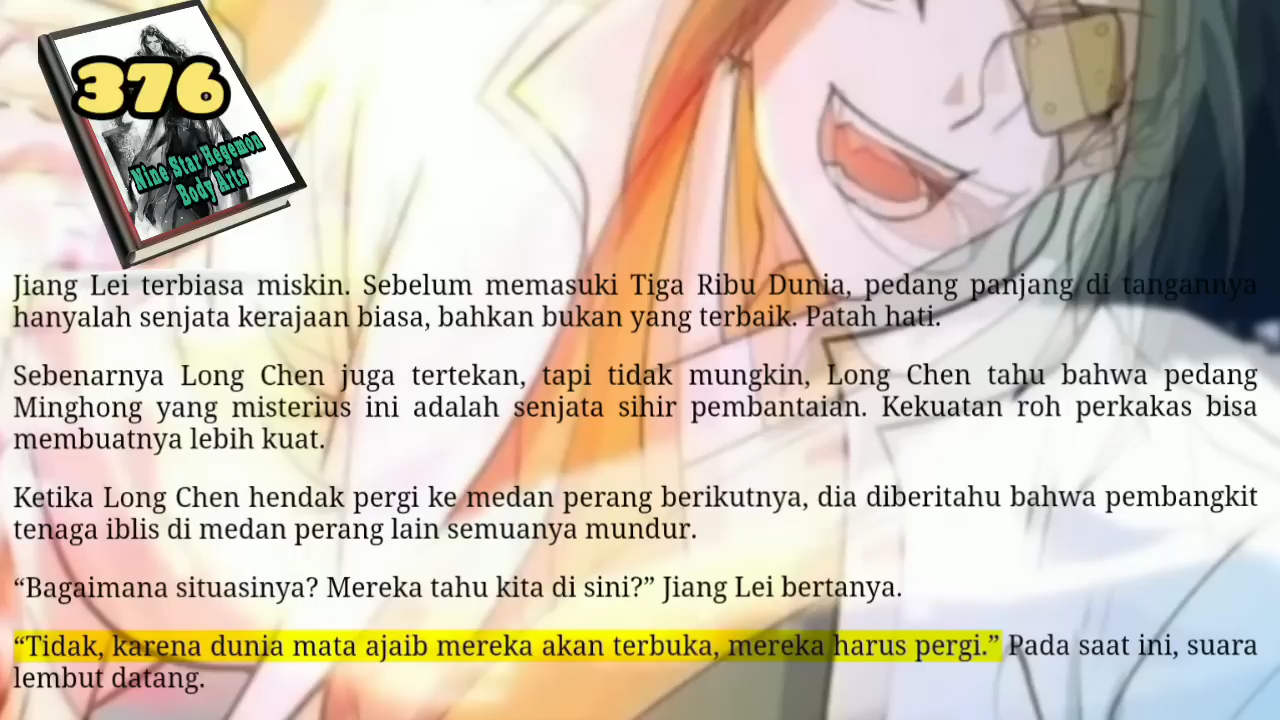 376
Nine Star Hegemon
Body Arts
Jiang Lei terbiasa miskin. Sebelum memasuki Tiga Ribu Dunia, pedang panjang di tangannya
hanyalah senjata kerajaan biasa, bahkan bukan yang terbaik. Patah hati.
Sebenarnya Long Chen juga tertekan, tapi tidak mungkin, Long Chen tahu bahwa pedang
Minghong yang misterius ini adalah senjata sihir pembantaian. Kekuatan roh perkakas bisa
membuatnya lebih kuat.
Ketika Long Chen hendak pergi ke medan perang berikutnya, dia diberitahu bahwa pembangkit
tenaga iblis di medan perang lain semuanya mundur.
“Bagaimana situasinya? Mereka tahu kita di sini?” Jiang Lei bertanya.
“Tidak, karena dunia mata ajaib mereka akan terbuka, mereka harus pergi.” Pada saat ini, suara
lembut datang.